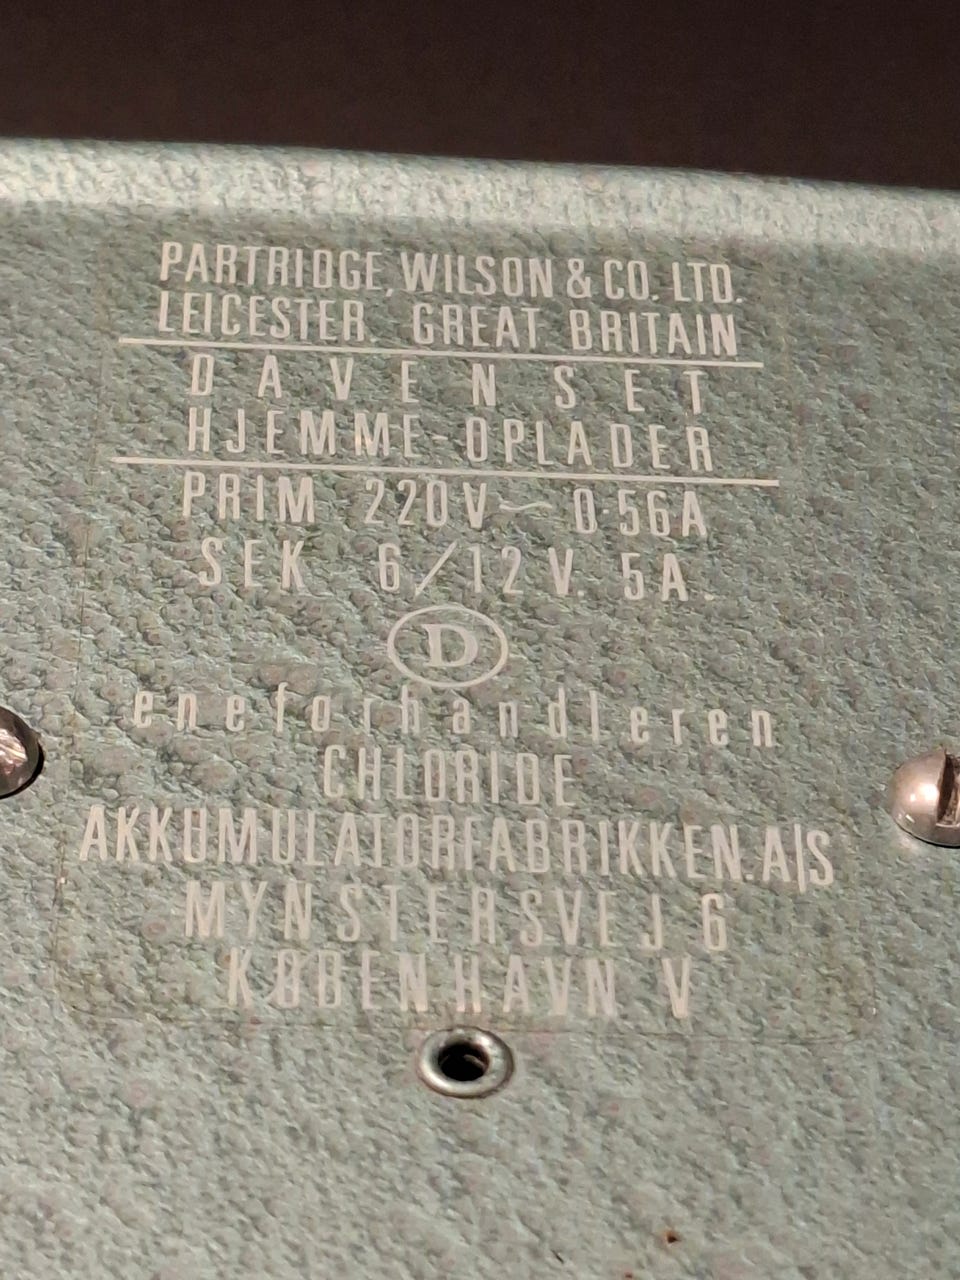 PARTRIDGE, WILSON & CO. LTD.
LEICESTER. GREAT BRITAIN
DAVENSET
HJEMME-OPLADER
PRIM 220V~ 0·56A
SEK 6/12V. 5A.
D
eneforhandleren
CHLORIDE
AKKUMULATORFABRIKKEN.A|S
MYNSTERSVEJ 6
KØBENHAVN V